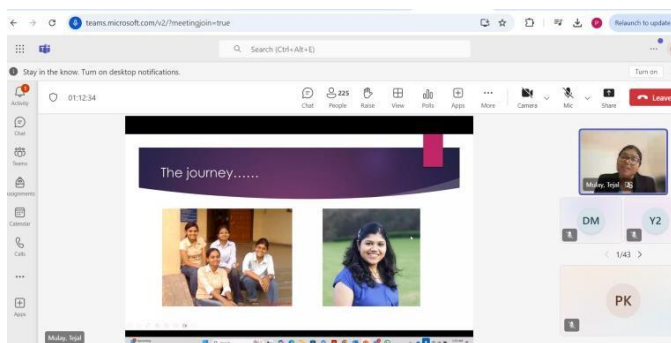 teams.microsoft.com/v2/?meetingjoin=true
Relaunch to update
Search (Ctrl+Alt+E)
Stay in the know. Turn on desktop notifications.
Turn on
Activity
01:12:34
Chat
225
People
Raise
View
Polls
Apps
More
Camera
Mic
Share
Leave
Chat
Teams
Assignments
Calendar
Calls
Apps
The journey......
Mulay, Tejal
DM
Y2
1/43
PK
Mulay, Tejal